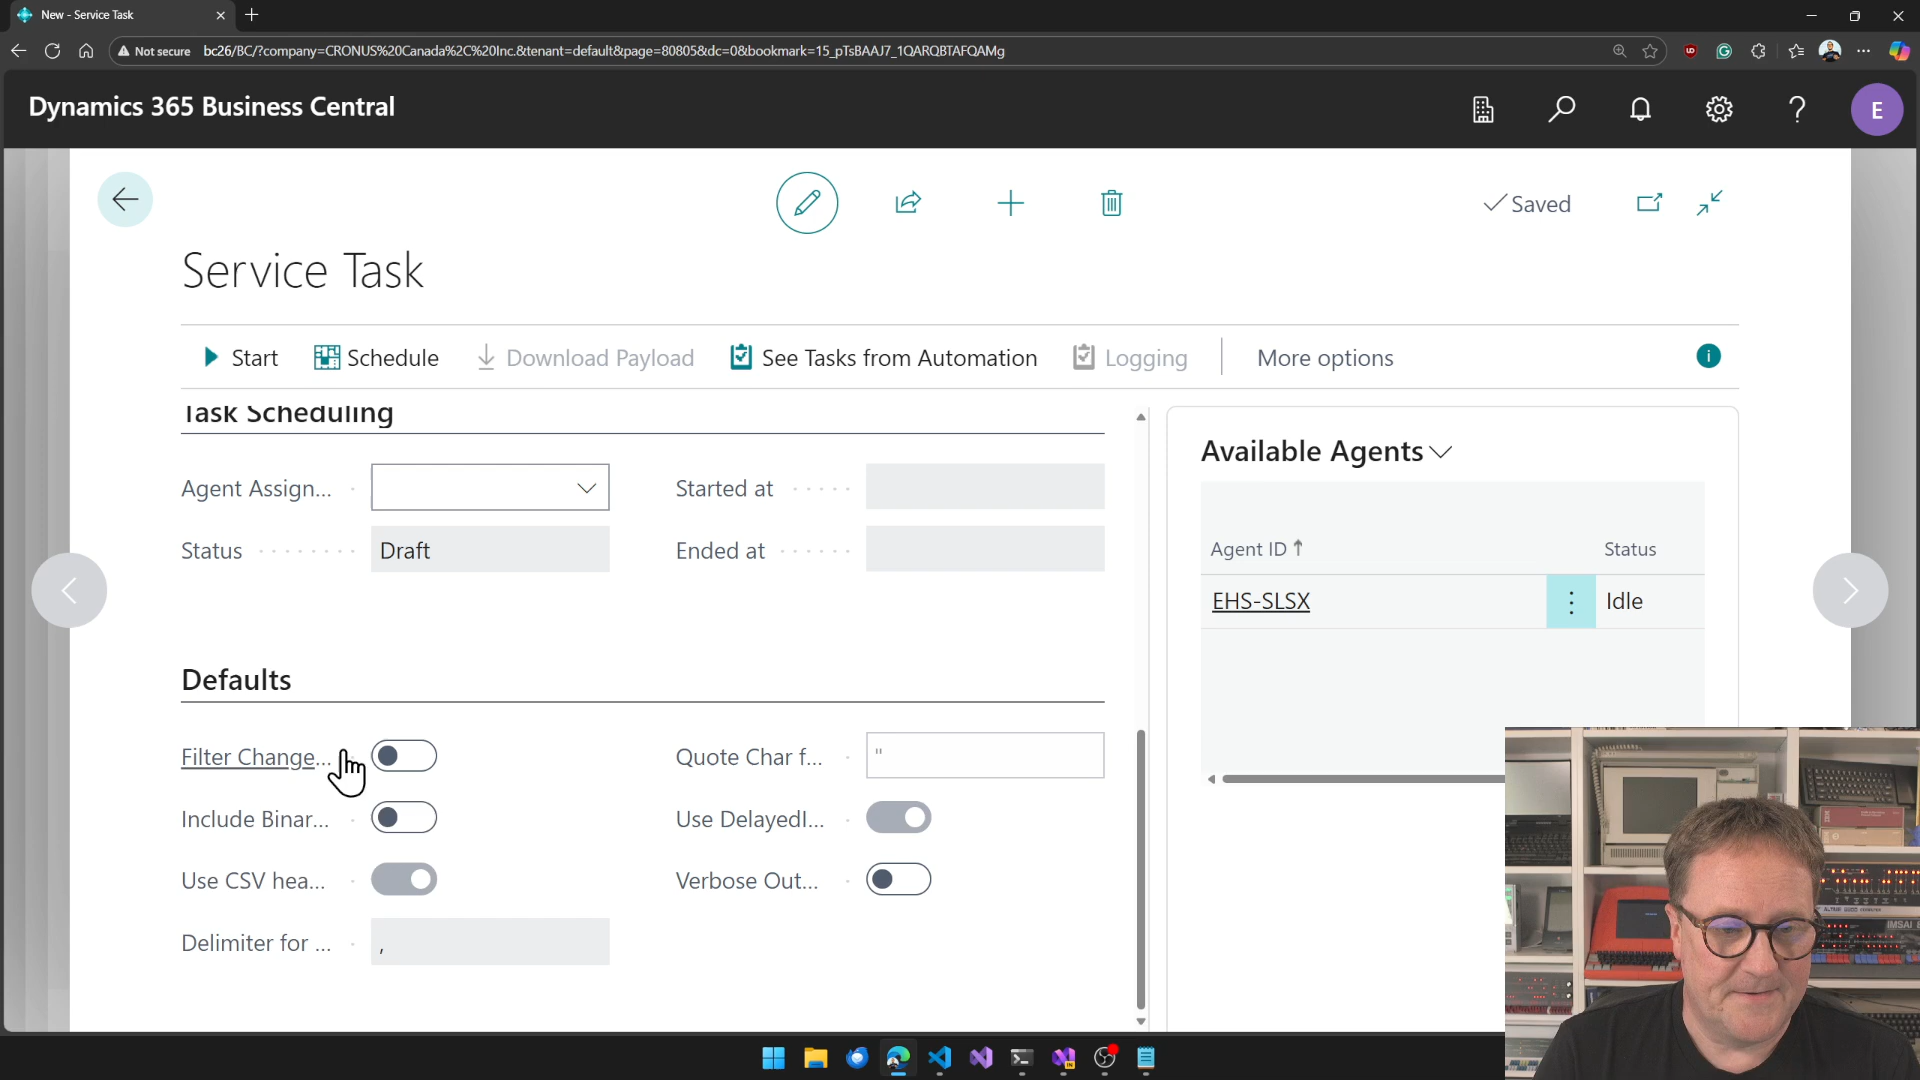 New - Service Task
Not secure
bc26/BC/?company=CRONUS%20Canada%2C%20Inc.&tenant=default&page=80805&dc=0&bookmark=15_pTsBAAJ7_1QARQBTAFQAMg
Dynamics 365 Business Central
E
Saved
Service Task
Start
Schedule
Download Payload
See Tasks from Automation
Logging
More options
Task Scheduling
Agent Assign...
Started at
Status
Draft
Ended at
Available Agents
Agent ID
Status
EHS-SLSX
Idle
Defaults
Filter Change...
Quote Char f...
"
Include Binar...
Use DelayedI...
Use CSV hea...
Verbose Out...
Delimiter for ...
,
IMSAI 8